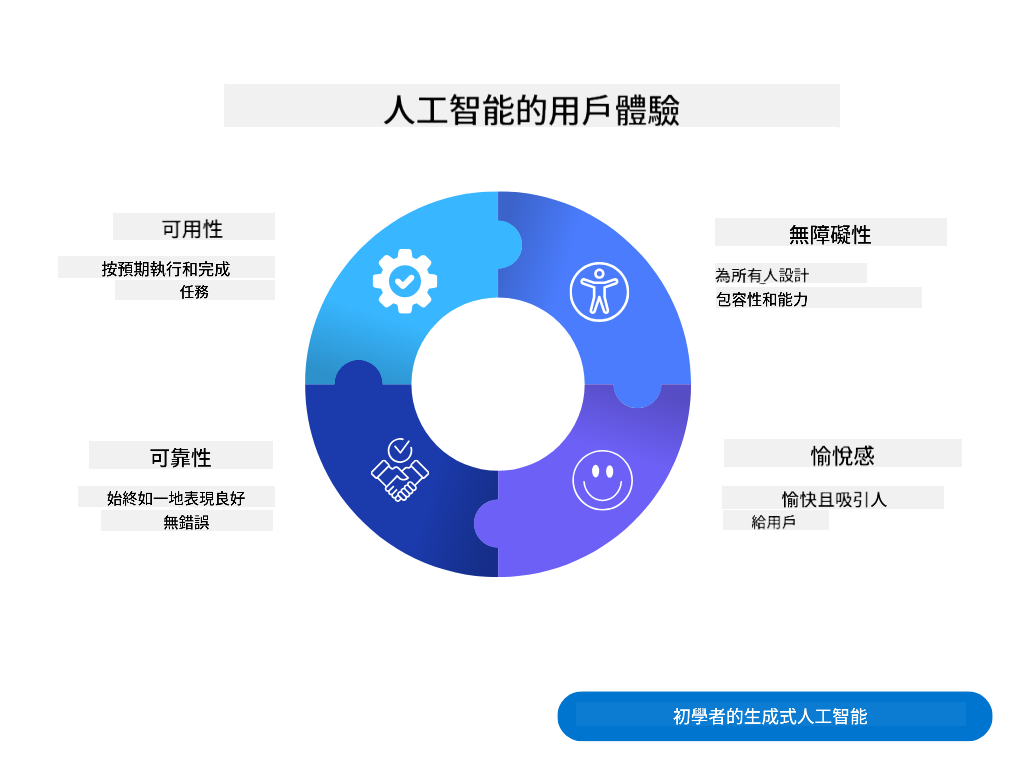 人工智能的用戶體驗
可用性
按預期執行和完成
任務
無障礙性
為所有人設計
包容性和能力
可靠性
始終如一地表現良好
無錯誤
愉悅感
愉快且吸引人
給用戶
初學者的生成式人工智能